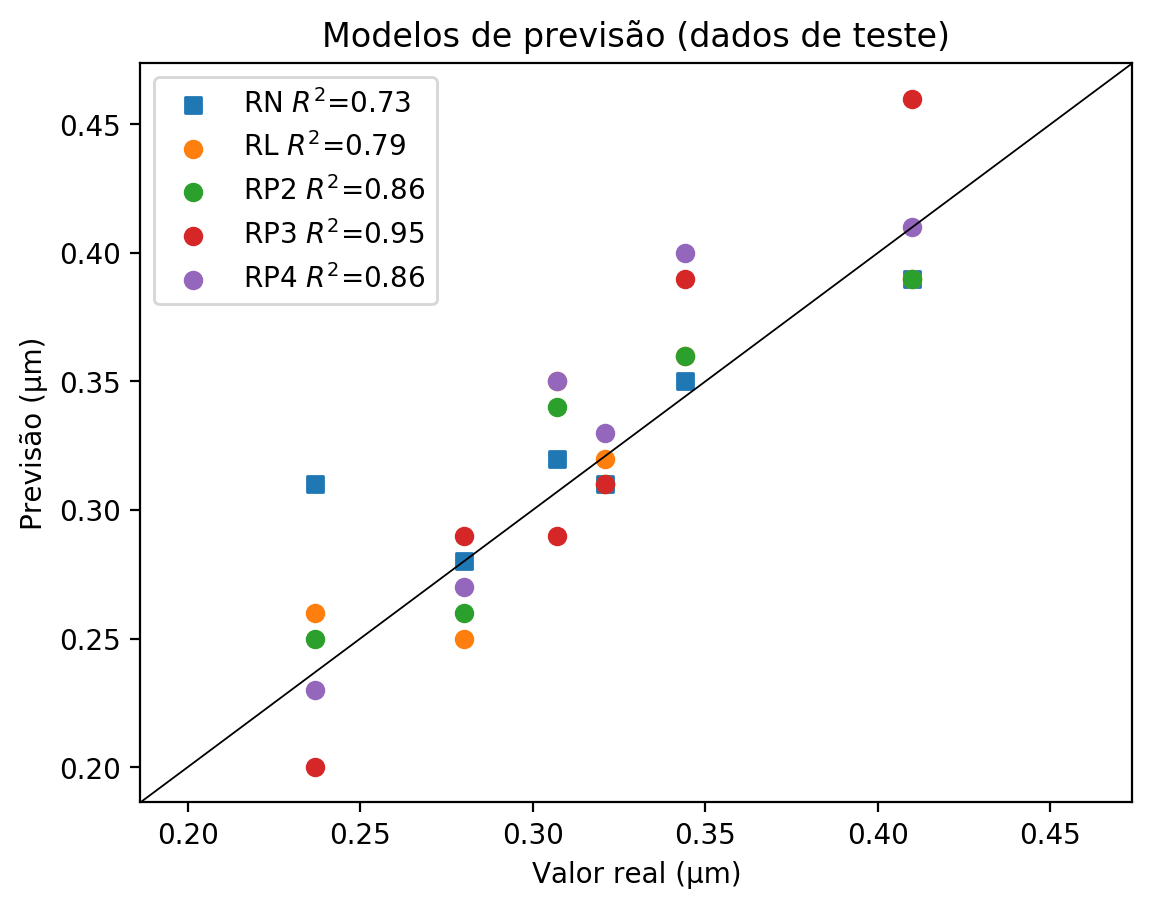 Modelos de previsão (dados de teste)
RN R²=0.73
RL R²=0.79
RP2 R²=0.86
RP3 R²=0.95
RP4 R²=0.86
0.45
0.40
0.35
0.30
0.25
0.20
Previsão (µm)
0.20 0.25 0.30 0.35 0.40 0.45
Valor real (µm)